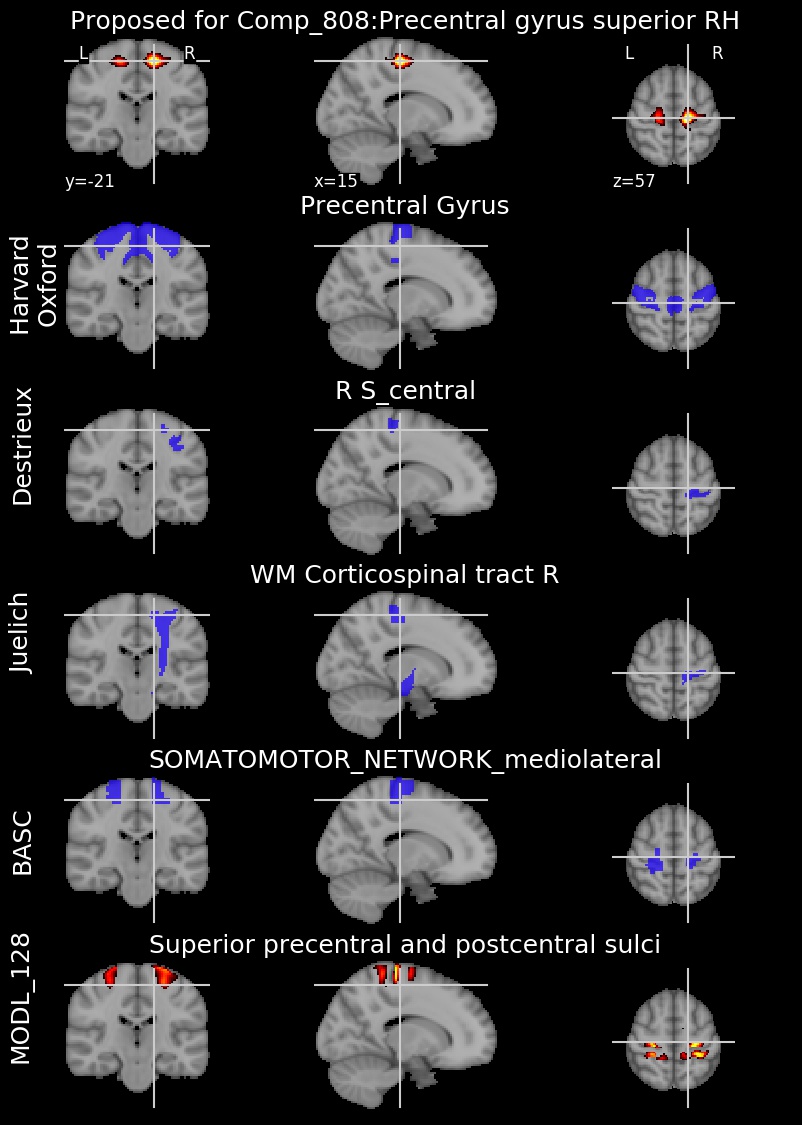 Proposed for Comp_808:Precentral gyrus superior RH
L R
L R
y=-21
x=15
z=57
Precentral Gyrus
Harvard
Oxford
R S_central
Destrieux
WM Corticospinal tract R
Juelich
SOMATOMOTOR_NETWORK_mediolateral
BASC
Superior precentral and postcentral sulci
MODL_128